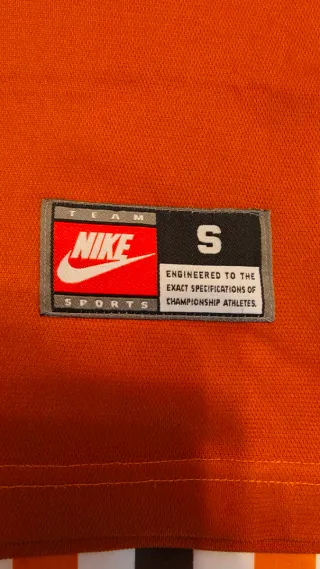 TEAM
NIKE
SPORTS
S
ENGINEERED TO THE
EXACT SPECIFICATIONS OF
CHAMPIONSHIP ATHLETES.